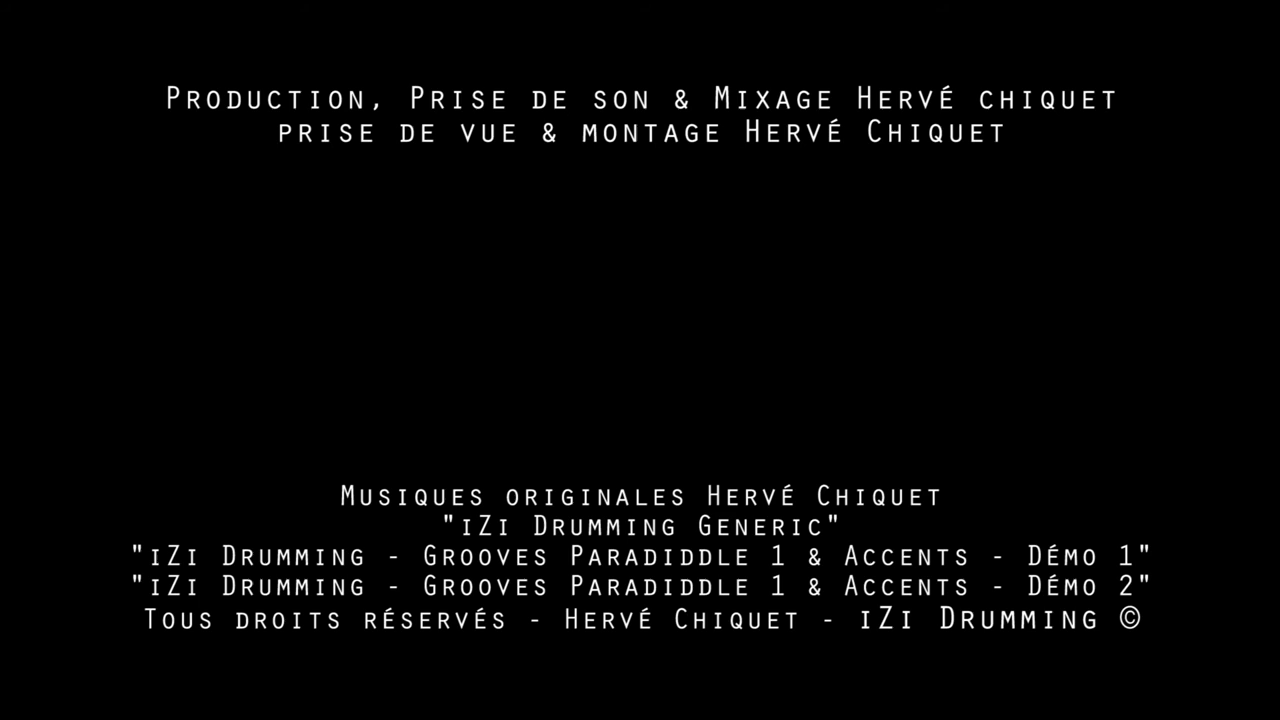 Production, Prise de son & Mixage Hervé chiquet
prise de vue & montage Hervé Chiquet
Musiques originales Hervé Chiquet
"iZi Drumming Generic"
"iZi Drumming - Grooves Paradiddle 1 & Accents - Démo 1"
"iZi Drumming - Grooves Paradiddle 1 & Accents - Démo 2"
Tous droits réservés - Hervé Chiquet - iZi Drumming ©